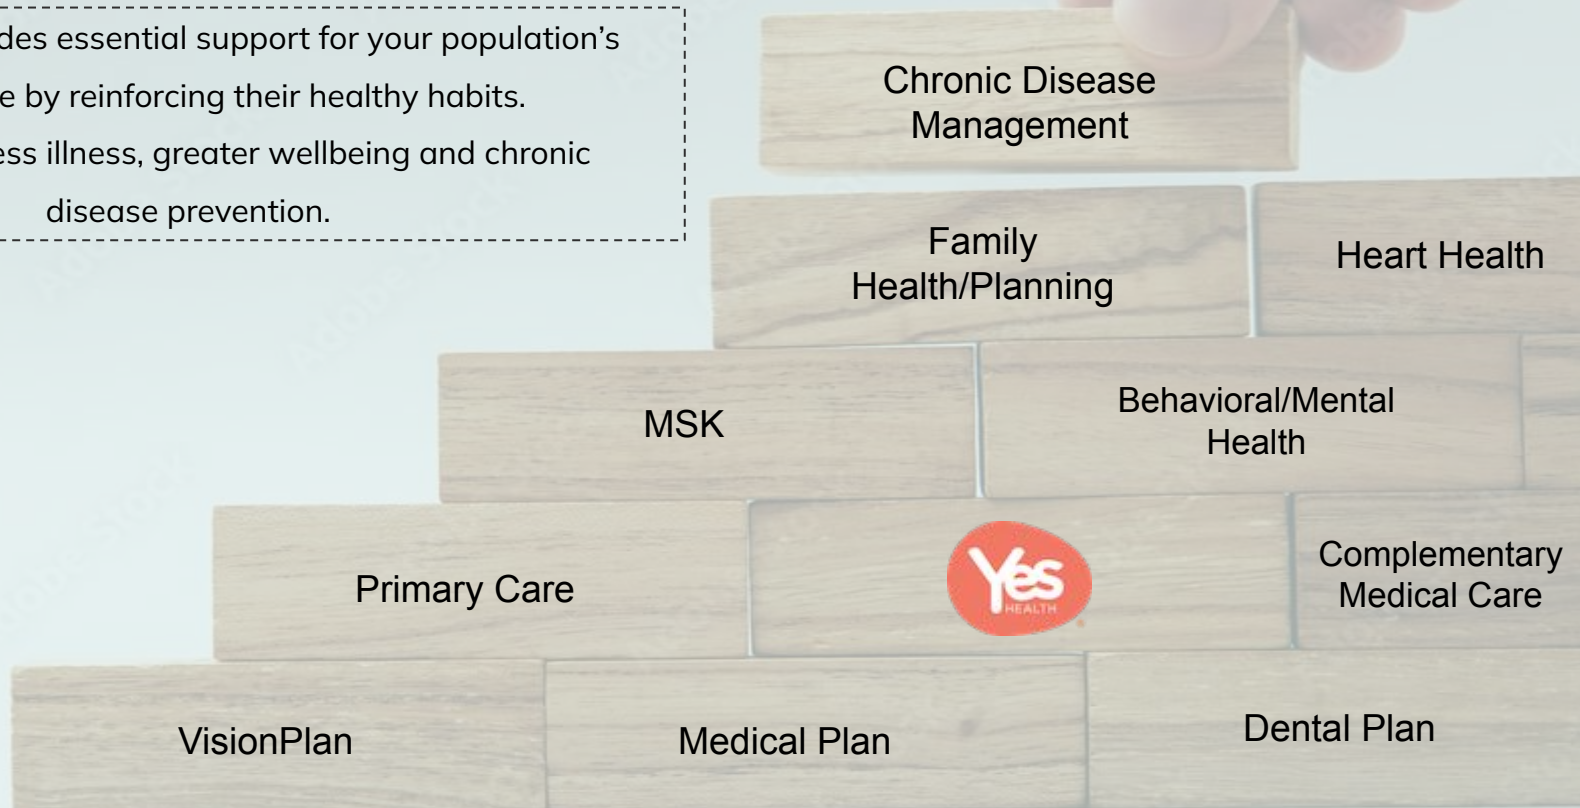 des essential support for your population’s
e by reinforcing their healthy habits.
ess illness, greater wellbeing and chronic
disease prevention.
Chronic Disease
Management
Family
Health/Planning
Heart Health
MSK
Behavioral/Mental
Health
Primary Care
Yes
HEALTH
Complementary
Medical Care
VisionPlan
Medical Plan
Dental Plan